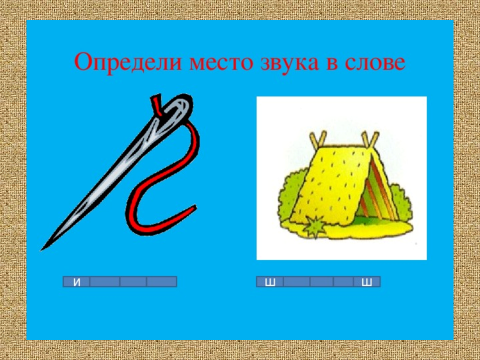 Определи место звука в слове
и
ш ш